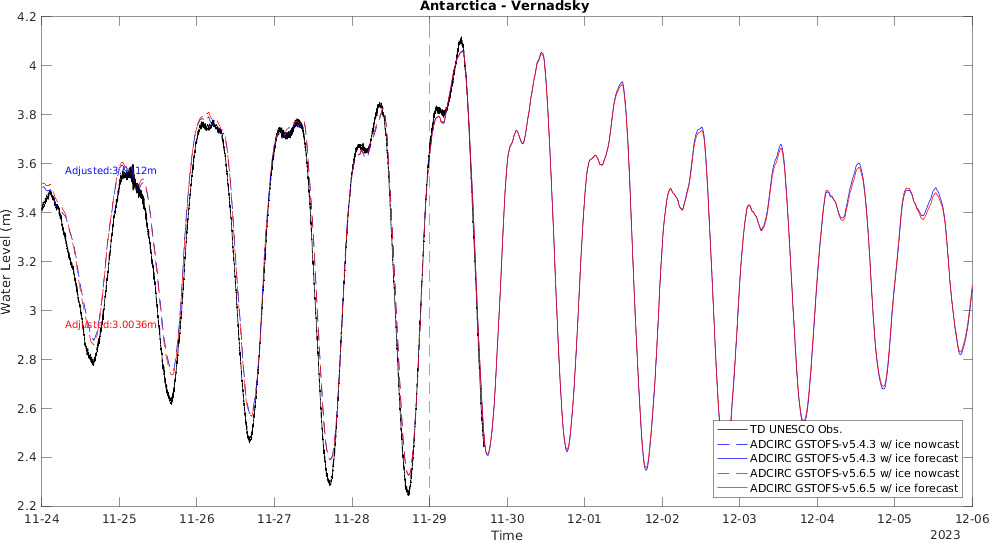 Antarctica - Vernadsky
Water Level (m)
4.2
4
3.8
3.6
3.4
3.2
3
2.8
2.6
2.4
2.2
Adjusted:3.0036m
TD UNESCO Obs.
ADCIRC GSTOFS-v5.4.3 w/ ice nowcast
ADCIRC GSTOFS-v5.4.3 w/ ice forecast
ADCIRC GSTOFS-v5.6.5 w/ ice nowcast
ADCIRC GSTOFS-v5.6.5 w/ ice forecast
11-24 11-25 11-26 11-27 11-28 11-29 11-30 12-01 12-02 12-03 12-04 12-05 12-06
Time
2023